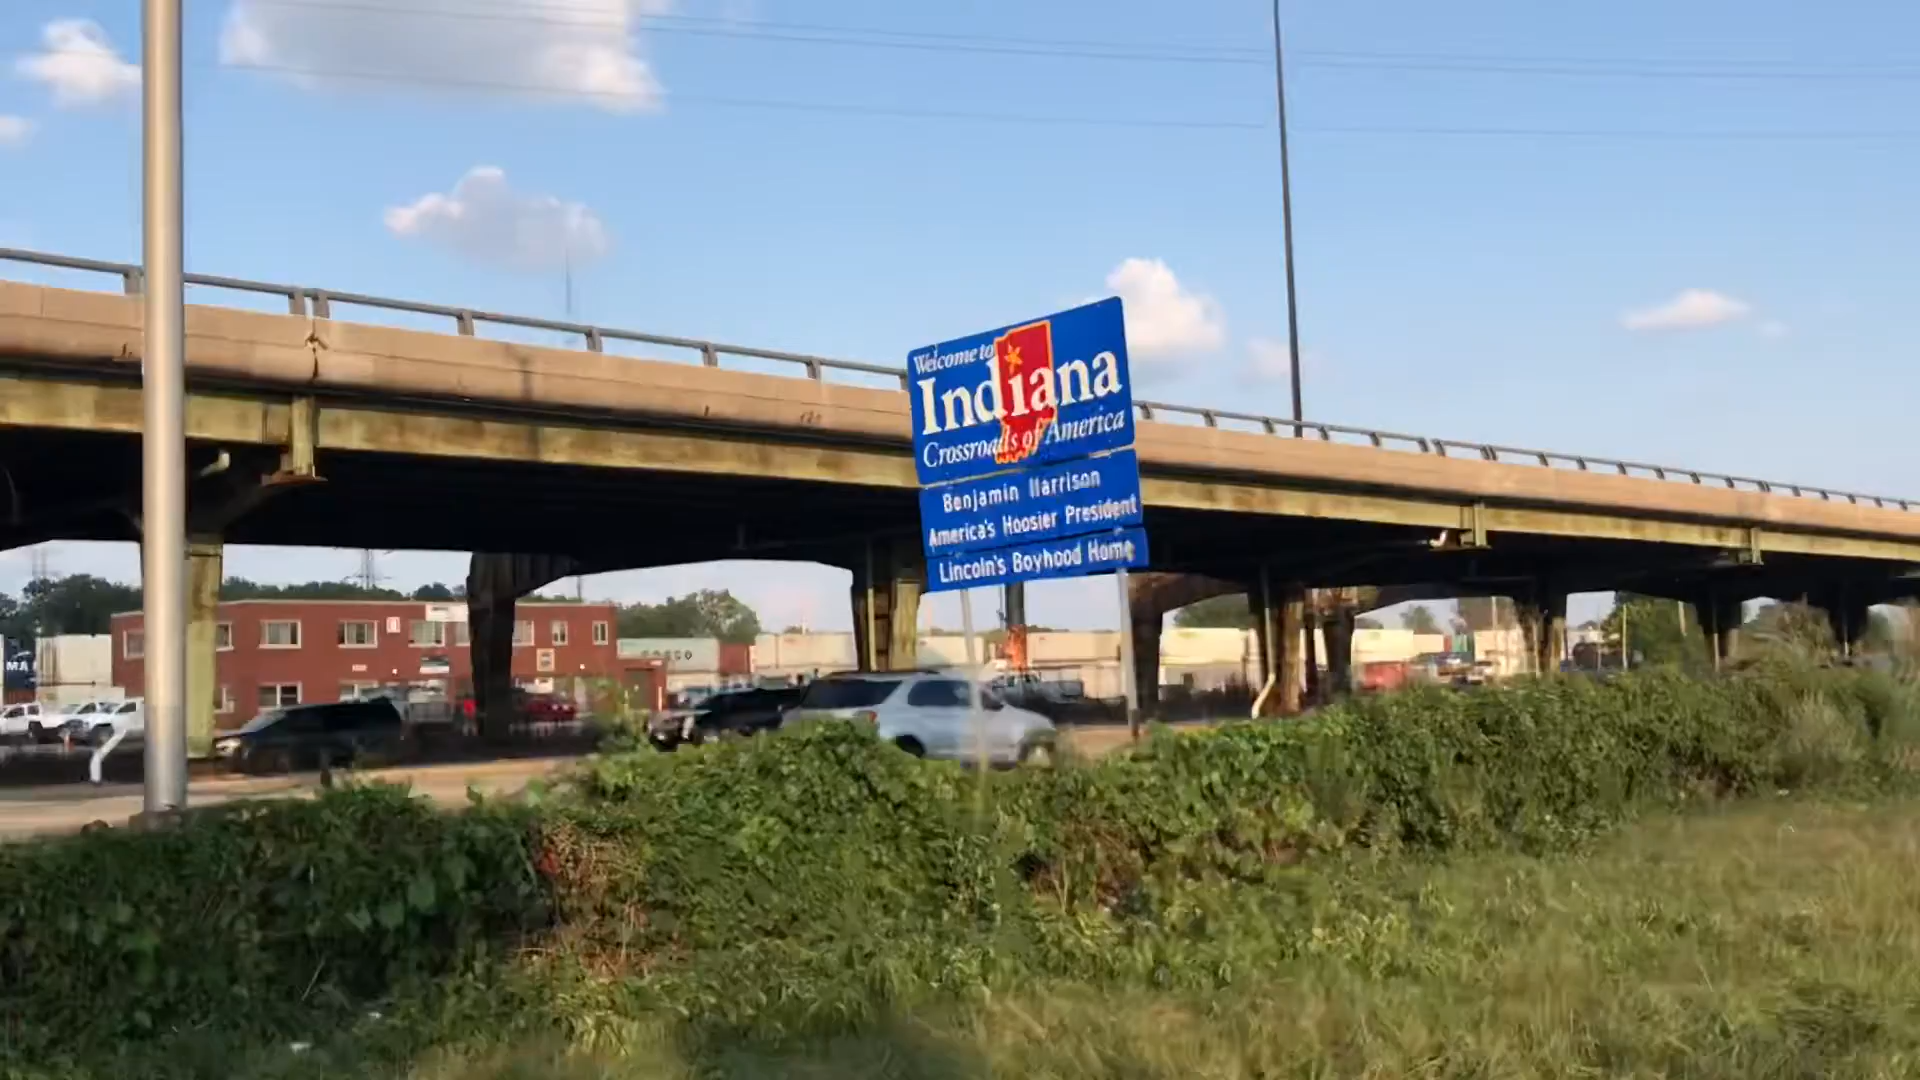 Welcome to
Indiana
Crossroads of America
Benjamin Harrison
America's Hoosier President
Lincoln's Boyhood Home